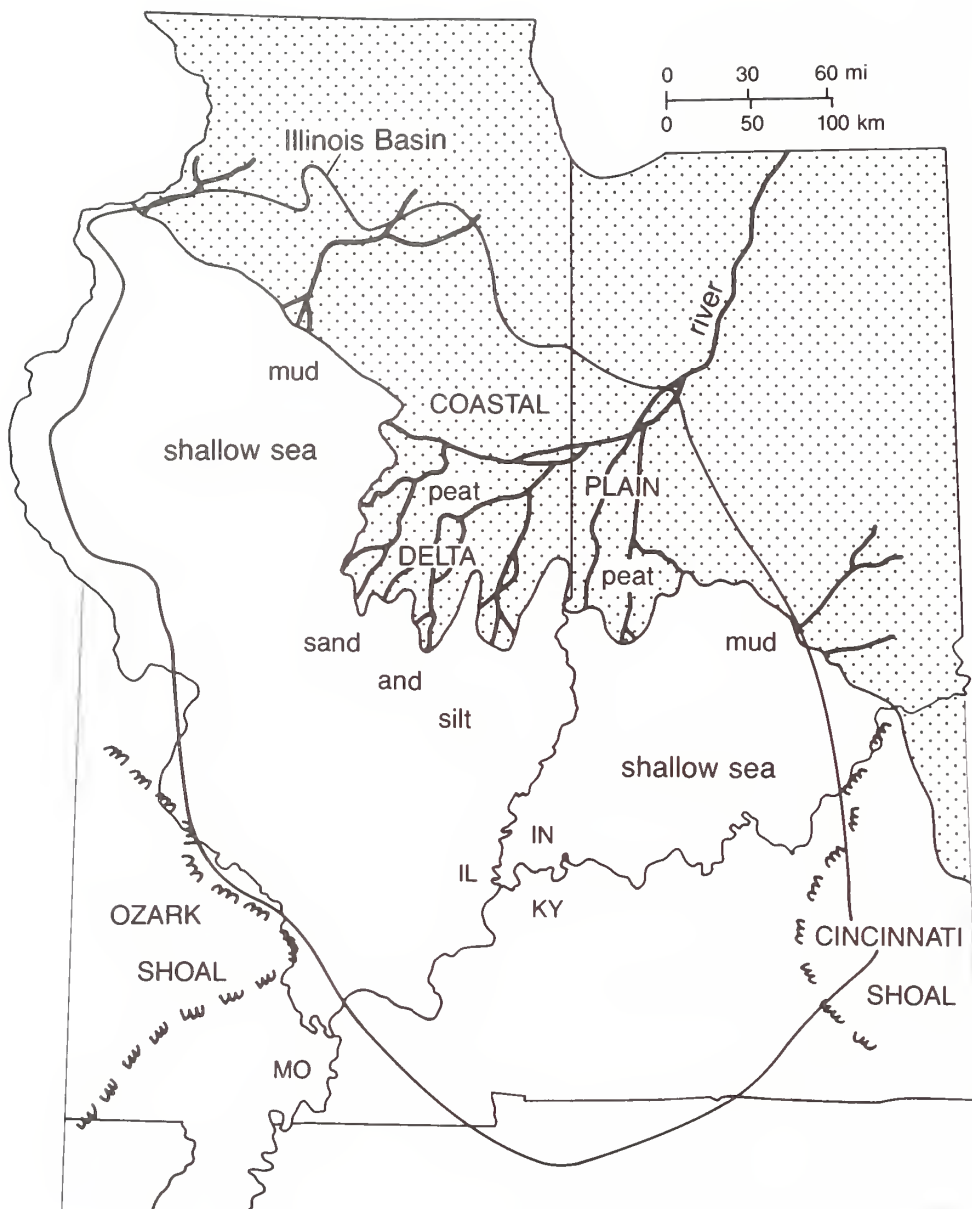 0 30 60 mi
0 50 100 km
Illinois Basin
river
mud
COASTAL
shallow sea
peat
PLAIN
DELTA
peat
sand
mud
and
silt
shallow sea
IN
IL
KY
OZARK
CINCINNATI
SHOAL
SHOAL
MO